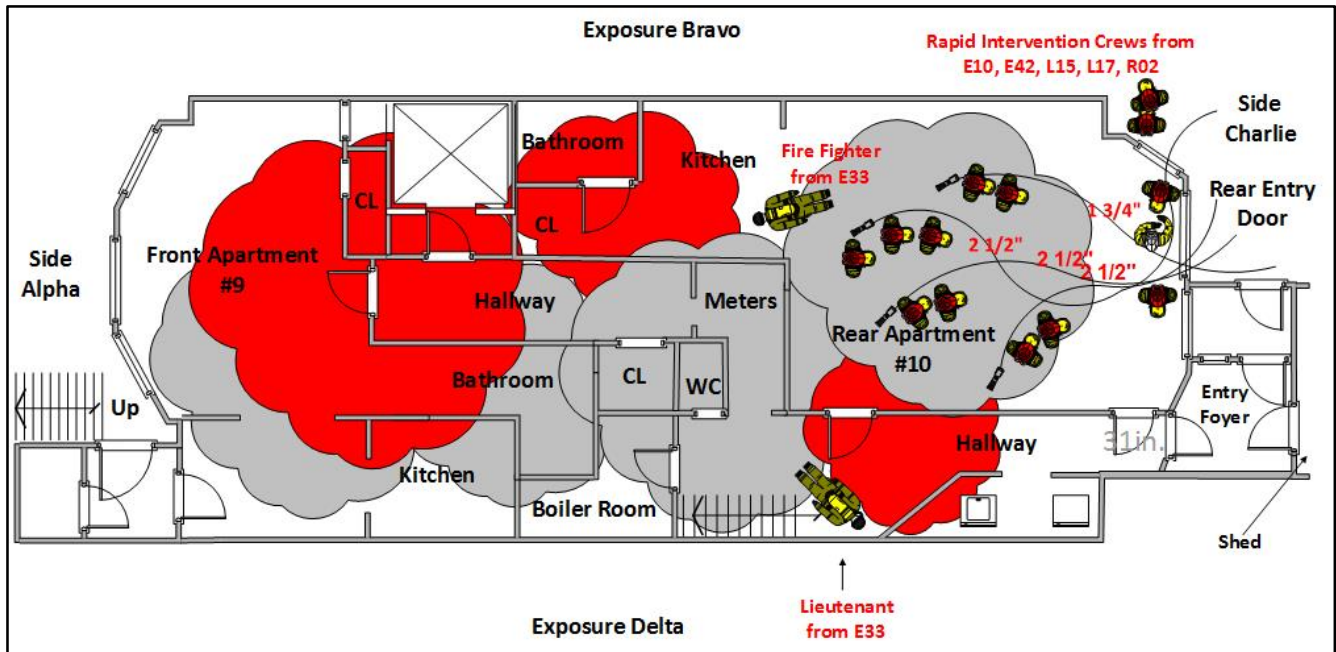 Exposure Bravo
Rapid Intervention Crews from
E10, E42, L15, L17, R02
Side
Charlie
Bathroom
Kitchen
Fire Fighter
from E33
CL
CL
Rear Entry
Door
1 3/4"
2 1/2"
2 1/2"
2 1/2"
Side
Alpha
Front Apartment
#9
Hallway
Meters
Rear Apartment
#10
Bathroom
CL
WC
Up
Entry
Foyer
Hallway
31in.
Kitchen
Boiler Room
Shed
Lieutenant
from E33
Exposure Delta